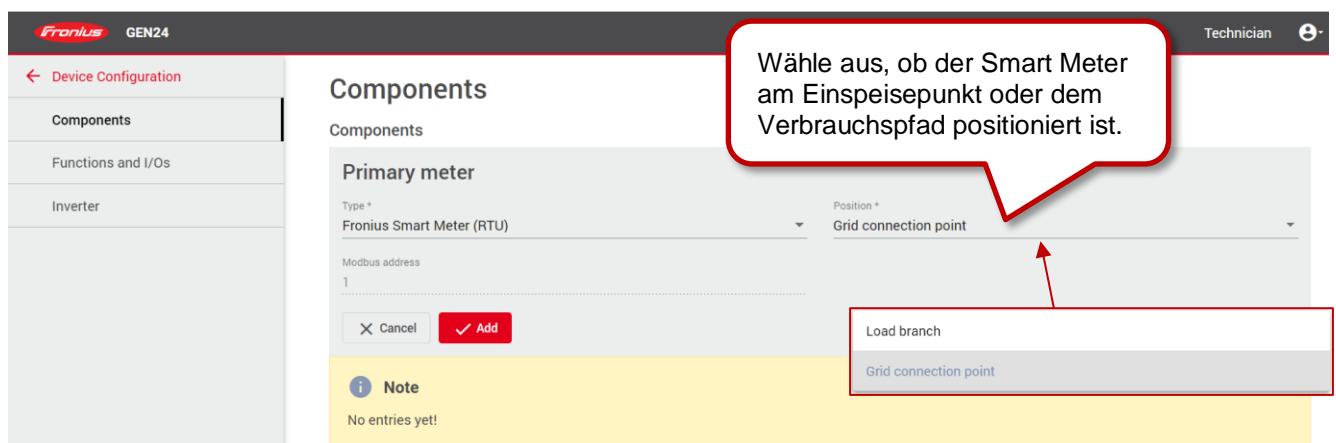 Fronius GEN24
Technician
Device Configuration
Components
Functions and I/Os
Inverter
Components
Components
Primary meter
Type *
Fronius Smart Meter (RTU)
Position *
Grid connection point
Modbus address
1
Cancel
Add
Note
No entries yet!
Wähle aus, ob der Smart Meter
am Einspeisepunkt oder dem
Verbrauchspfad positioniert ist.
Load branch
Grid connection point